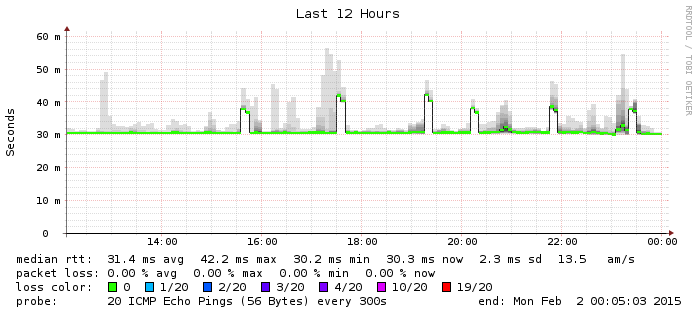 Last 12 Hours
RRDTOOL / TOBI OETIKER
Seconds
60 m
50 m
40 m
30 m
20 m
10 m
0
14:00 16:00 18:00 20:00 22:00 00:00
median rtt: 31.4 ms avg 42.2 ms max 30.2 ms min 30.3 ms now 2.3 ms sd 13.5 am/s
packet loss: 0.00 % avg 0.00 % max 0.00 % min 0.00 % now
loss color: 0 1/20 2/20 3/20 4/20 10/20 19/20
probe: 20 ICMP Echo Pings (56 Bytes) every 300s end: Mon Feb 2 00:05:03 2015